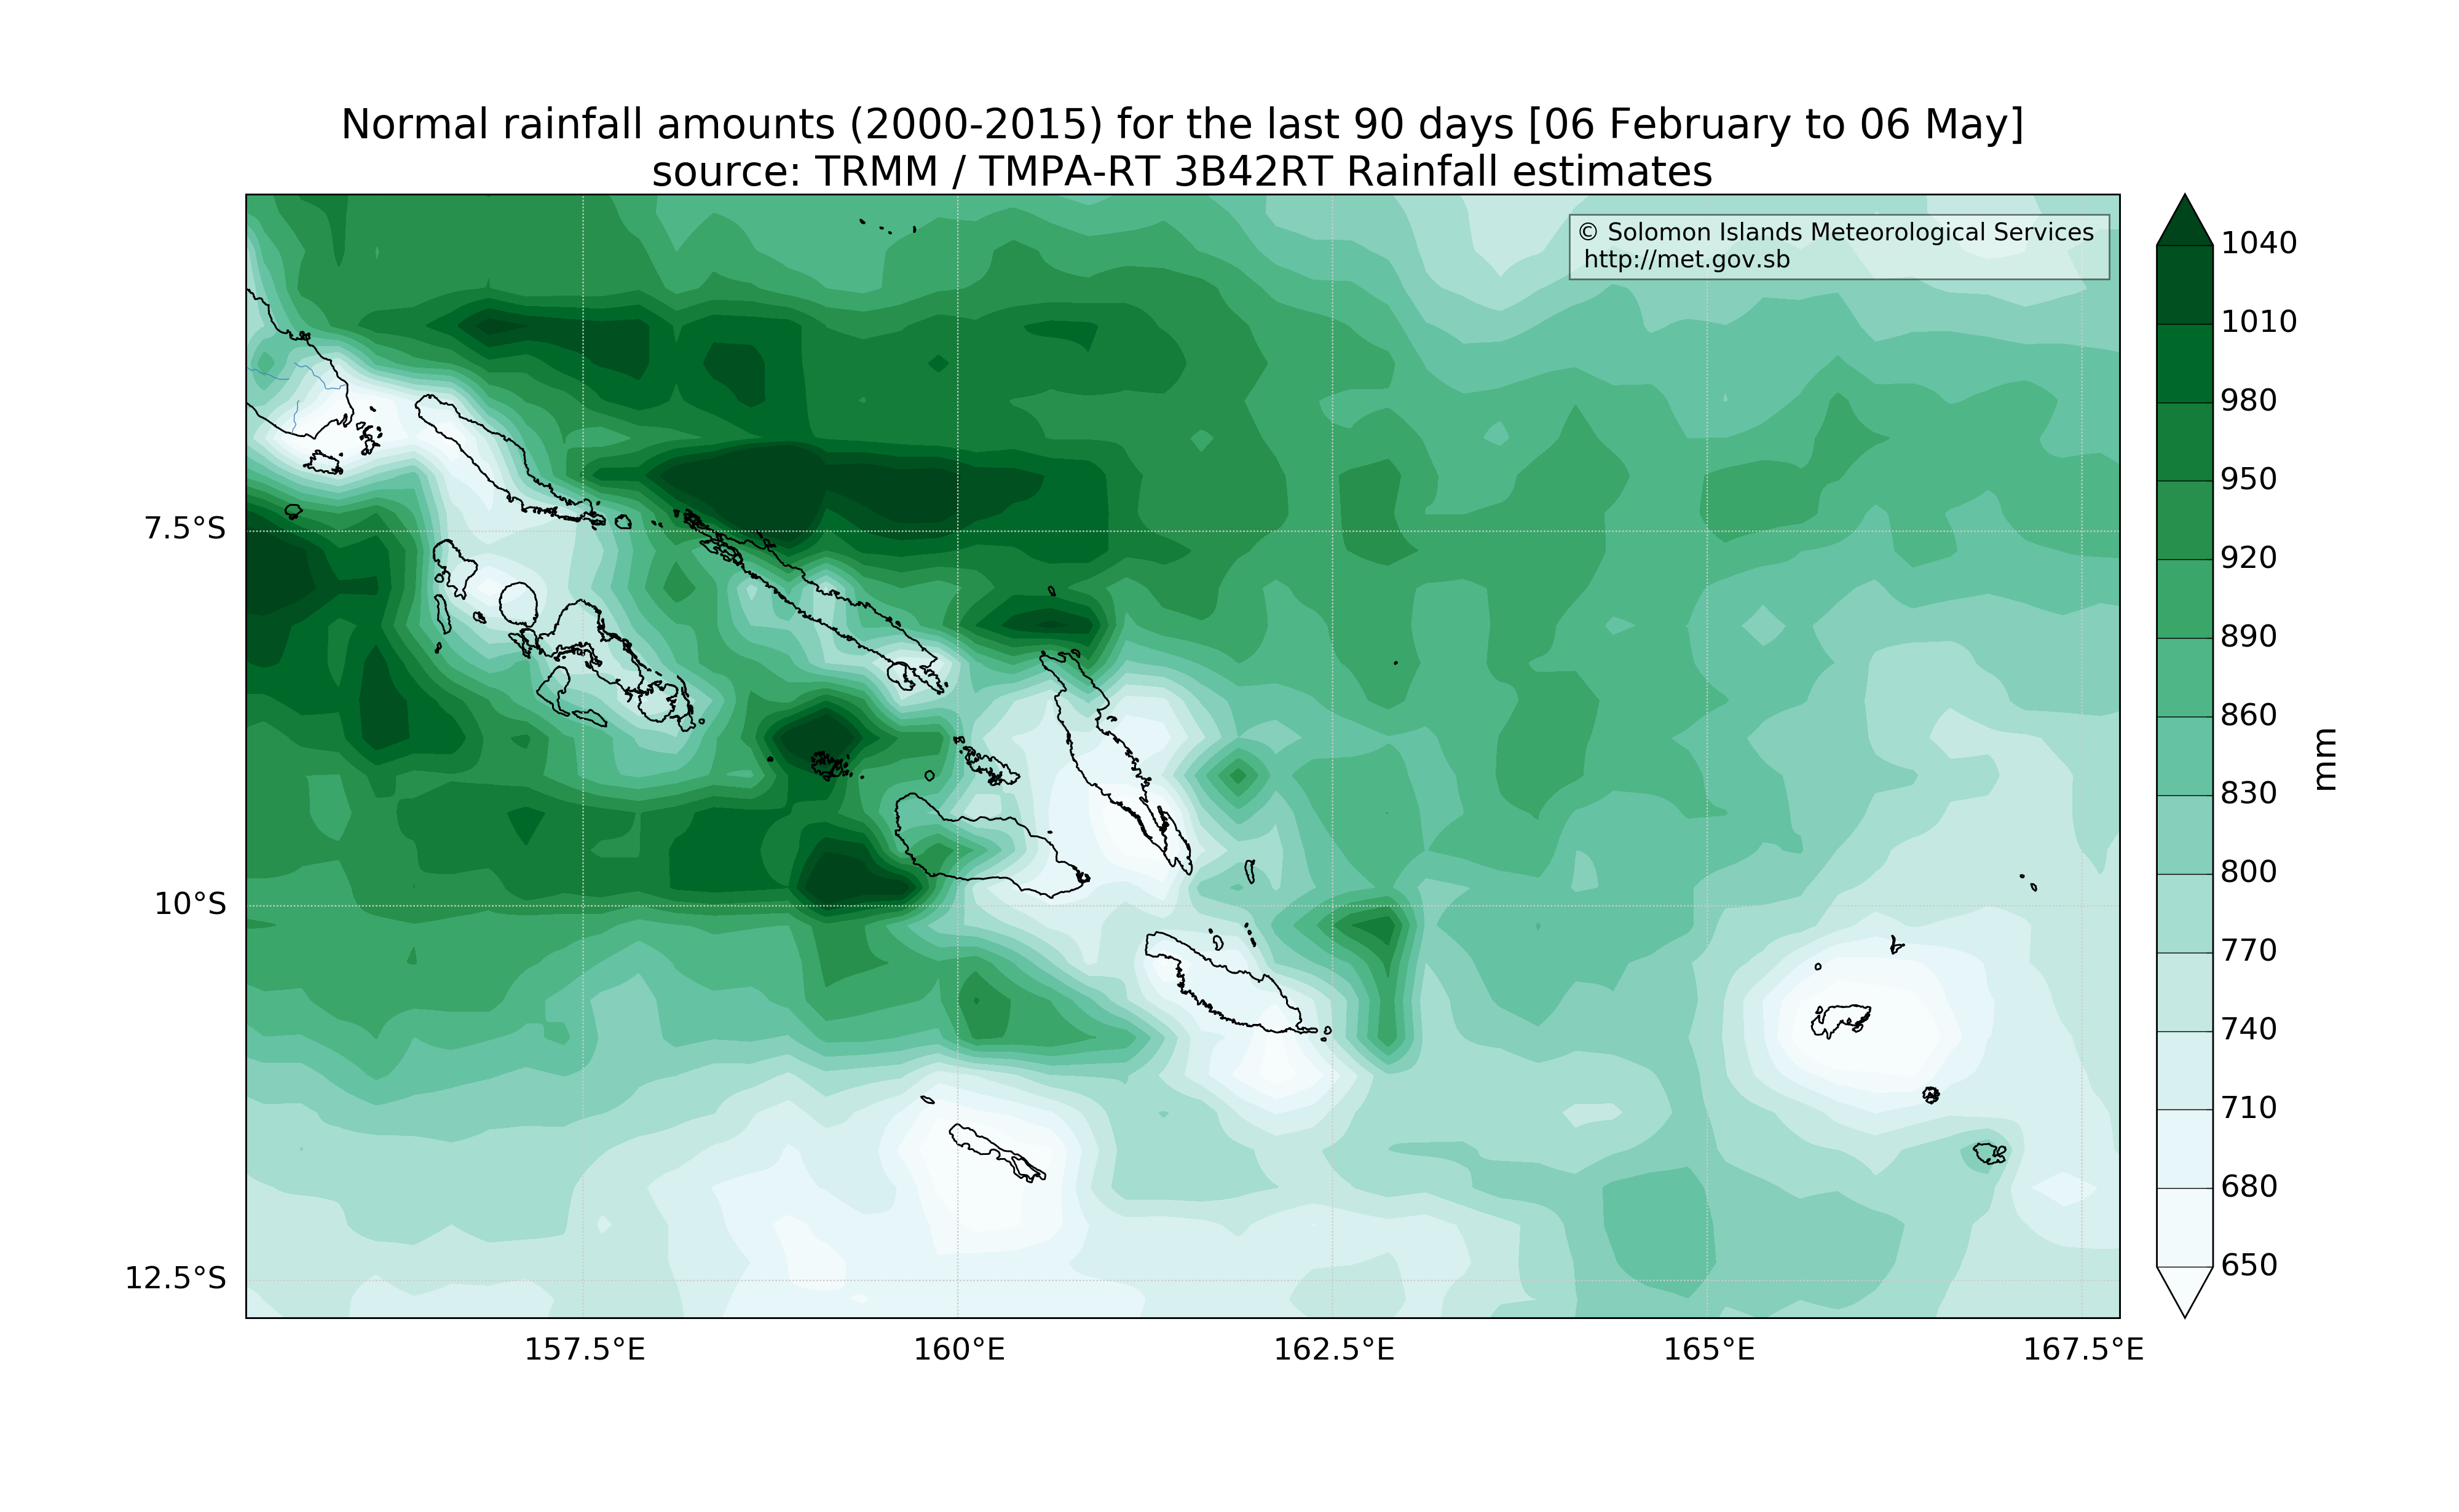 Normal rainfall amounts (2000-2015) for the last 90 days [06 February to 06 May]
source: TRMM / TMPA-RT 3B42RT Rainfall estimates
© Solomon Islands Meteorological Services
http://met.gov.sb
1040
1010
980
950
920
890
860
830
800
770
740
710
680
650
mm
7.5°S
10°S
12.5°S
157.5°E
160°E
162.5°E
165°E
167.5°E